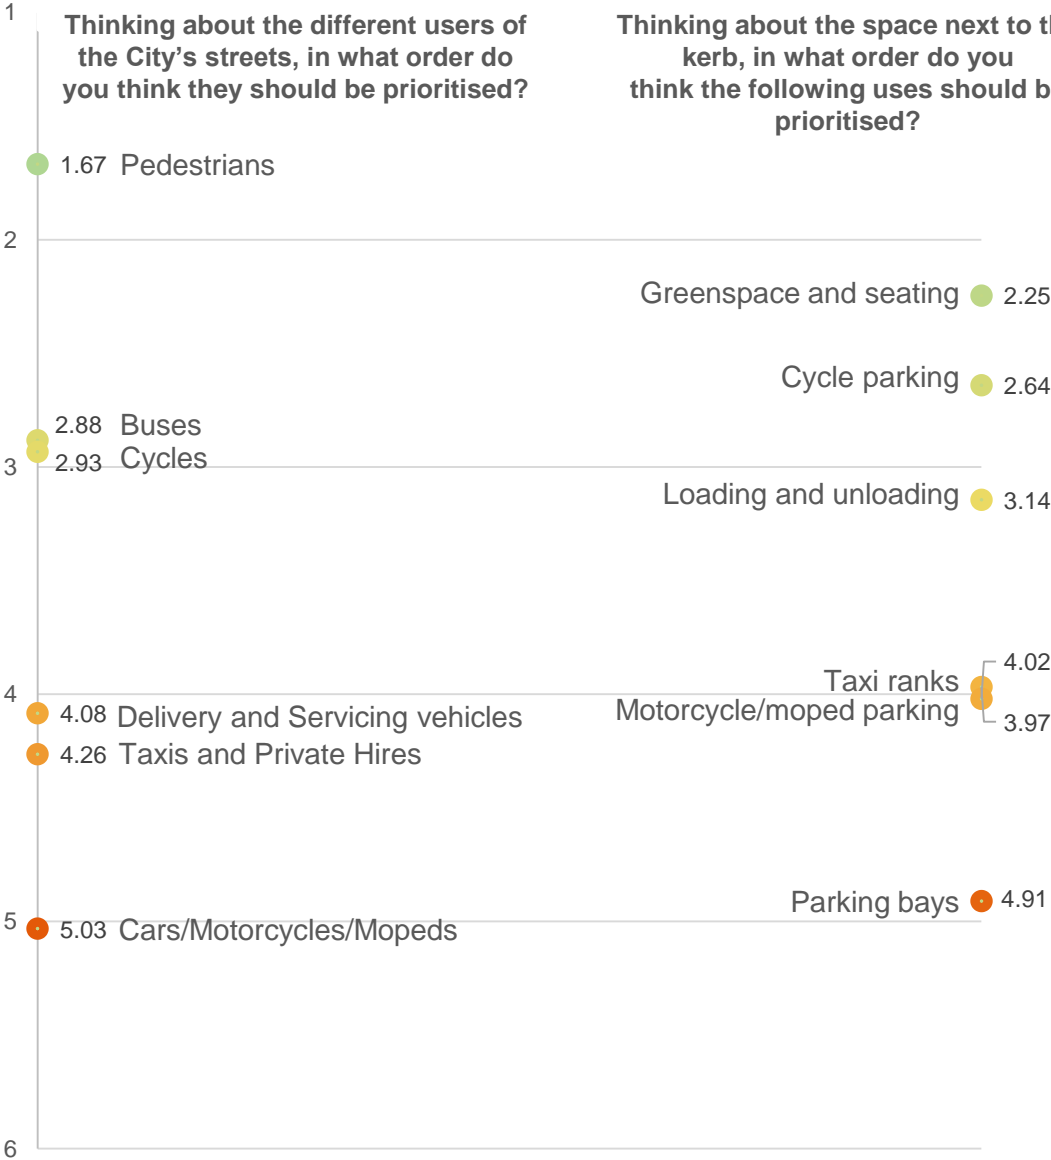 Thinking about the different users of
the City's streets, in what order do
you think they should be prioritised?
Thinking about the space next to
kerb, in what order do you
think the following uses should
prioritised?
1
2
3
4
5
6
1.67 Pedestrians
2.88 Buses
2.93 Cycles
4.08 Delivery and Servicing vehicles
4.26 Taxis and Private Hires
5.03 Cars/Motorcycles/Mopeds
Greenspace and seating 2.25
Cycle parking 2.64
Loading and unloading 3.14
4.02
Taxi ranks
Motorcycle/moped parking
3.97
Parking bays 4.91